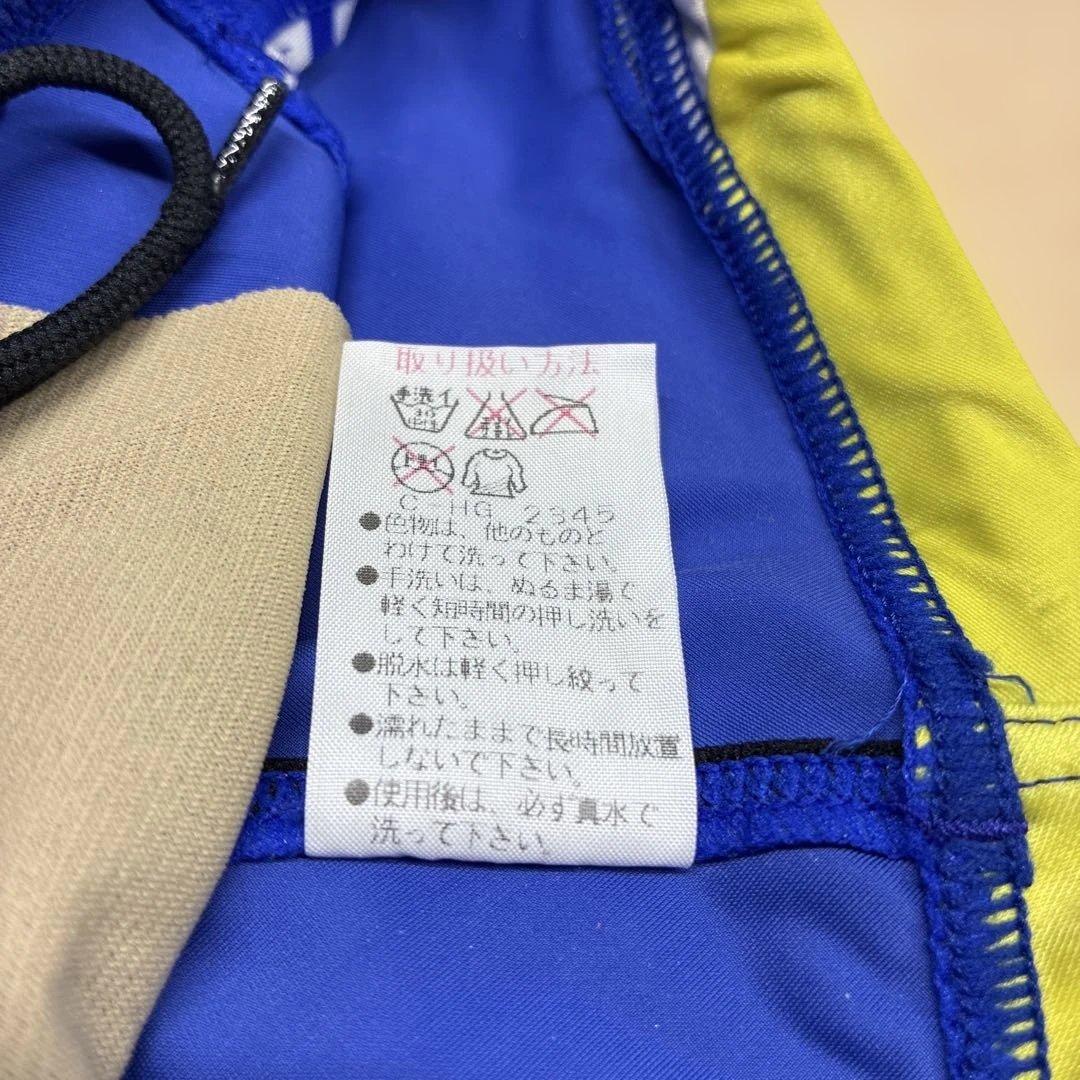 取り扱い方法
手洗イ
C HG 2345
●色物は、他のものと
わけて洗って下さい。
●手洗いは、ぬるま湯で
軽く短時間の押し洗いを
して下さい。
●脱水は軽く押し絞って
下さい。
●濡れたままで長時間放置
しないで下さい。
●使用後は、必ず真水で
洗って下さい。